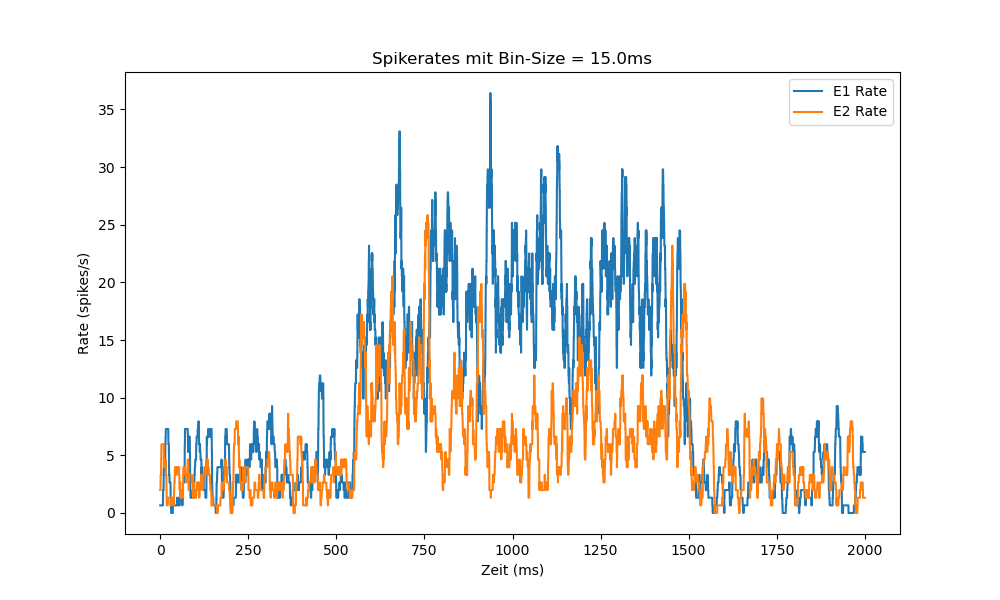 Spikerates mit Bin-Size = 15.0ms
E1 Rate
E2 Rate
Rate (spikes/s)
35
30
25
20
15
10
5
0
0 250 500 750 1000 1250 1500 1750 2000
Zeit (ms)